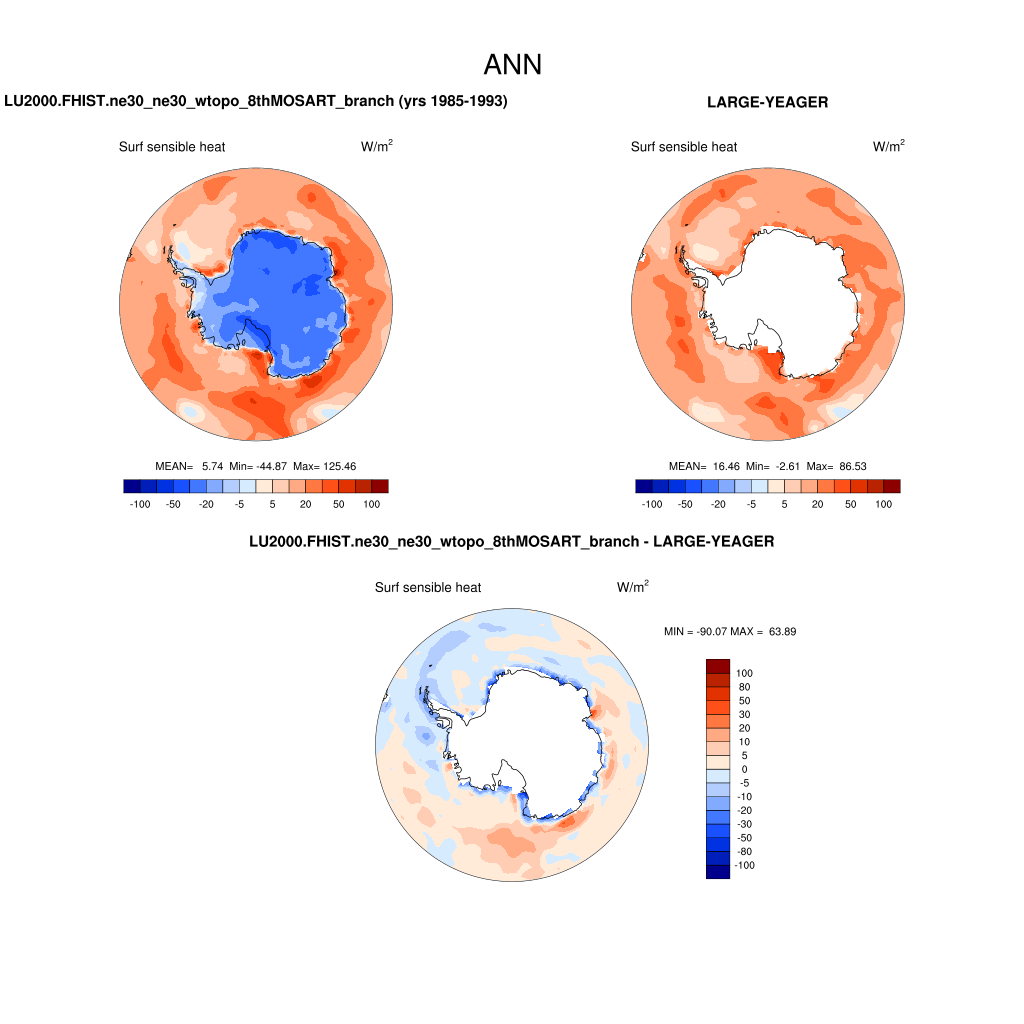 ANN
LU2000.FHIST.ne30_ne30_wtopo_8thMOSART_branch (yrs 1985-1993)
LARGE-YEAGER
Surf sensible heat W/m²
Surf sensible heat W/m²
MEAN= 5.74 Min= -44.87 Max= 125.46
MEAN= 16.46 Min= -2.61 Max= 86.53
-100 -50 -20 -5 5 20 50 100
-100 -50 -20 -5 5 20 50 100
LU2000.FHIST.ne30_ne30_wtopo_8thMOSART_branch - LARGE-YEAGER
Surf sensible heat W/m²
MIN = -90.07 MAX = 63.89
100
80
50
30
20
10
5
0
-5
-10
-20
-30
-50
-80
-100